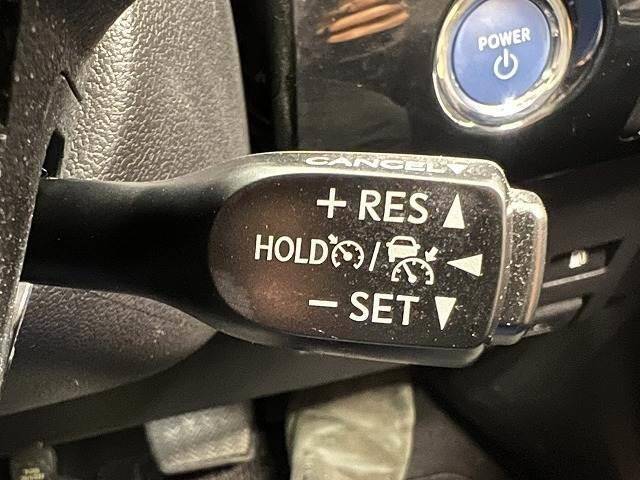 POWER
CANCEL▼
+ RES ▲
HOLD / ◀
− SET ▼